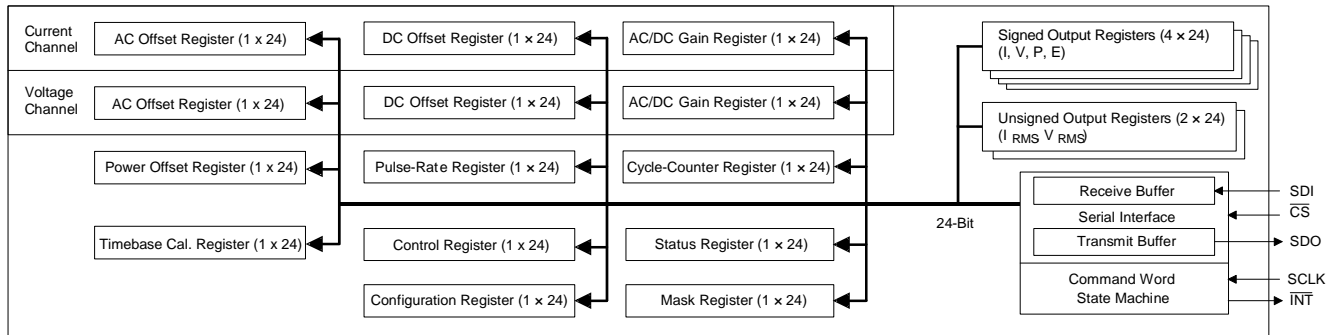 Current
Channel
AC Offset Register (1 x 24)
DC Offset Register (1 × 24)
AC/DC Gain Register (1 × 24)
Signed Output Registers (4 × 24)
(I, V, P, E)
Voltage
Channel
AC Offset Register (1 x 24)
DC Offset Register (1 × 24)
AC/DC Gain Register (1 × 24)
Unsigned Output Registers (2 × 24)
(I RMS V RMS)
Power Offset Register (1 × 24)
Pulse-Rate Register (1 × 24)
Cycle-Counter Register (1 × 24)
Receive Buffer
SDI
24-Bit
Serial Interface
CS
Timebase Cal. Register (1 × 24)
Control Register (1 x 24)
Status Register (1 × 24)
Transmit Buffer
SDO
Configuration Register (1 × 24)
Mask Register (1 × 24)
Command Word
State Machine
SCLK
INT